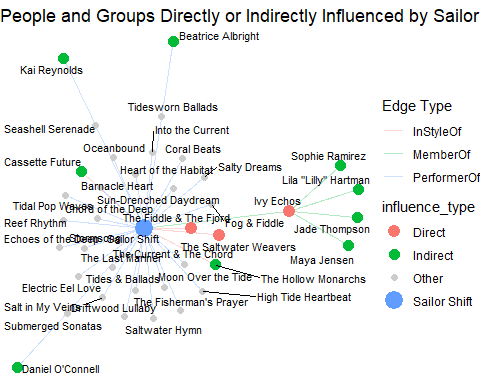 People and Groups Directly or Indirectly Influenced by Sailor
Beatrice Albright
Kai Reynolds
Tidesworn Ballads
Seashell Serenade
Into the Current
Oceanbound
Coral Beats
Cassette Future
Heart of the Habitat
Salty Dreams
Barnacle Heart
Sun-Drenched Daydream
Tidal Pop Waves
Chord of the Deep
The Fiddle & The Fjord
Fog & Fiddle
Reef Rhythm
Echoes of the Deep
Sailor Shift
The Saltwater Weavers
The Current & The Chord
The Last Mariner
Moon Over the Tide
The Hollow Monarchs
Tides & Ballads
Electric Eel Love
The Fisherman's Prayer
High Tide Heartbeat
Salt in My Veins
Driftwood Lullaby
Submerged Sonatas
Saltwater Hymn
Daniel O'Connell
Sophie Ramirez
Lila "Lilly" Hartman
Ivy Echos
Jade Thompson
Maya Jensen
Edge Type
InStyleOf
MemberOf
PerformerOf
influence_type
Direct
Indirect
Other
Sailor Shift